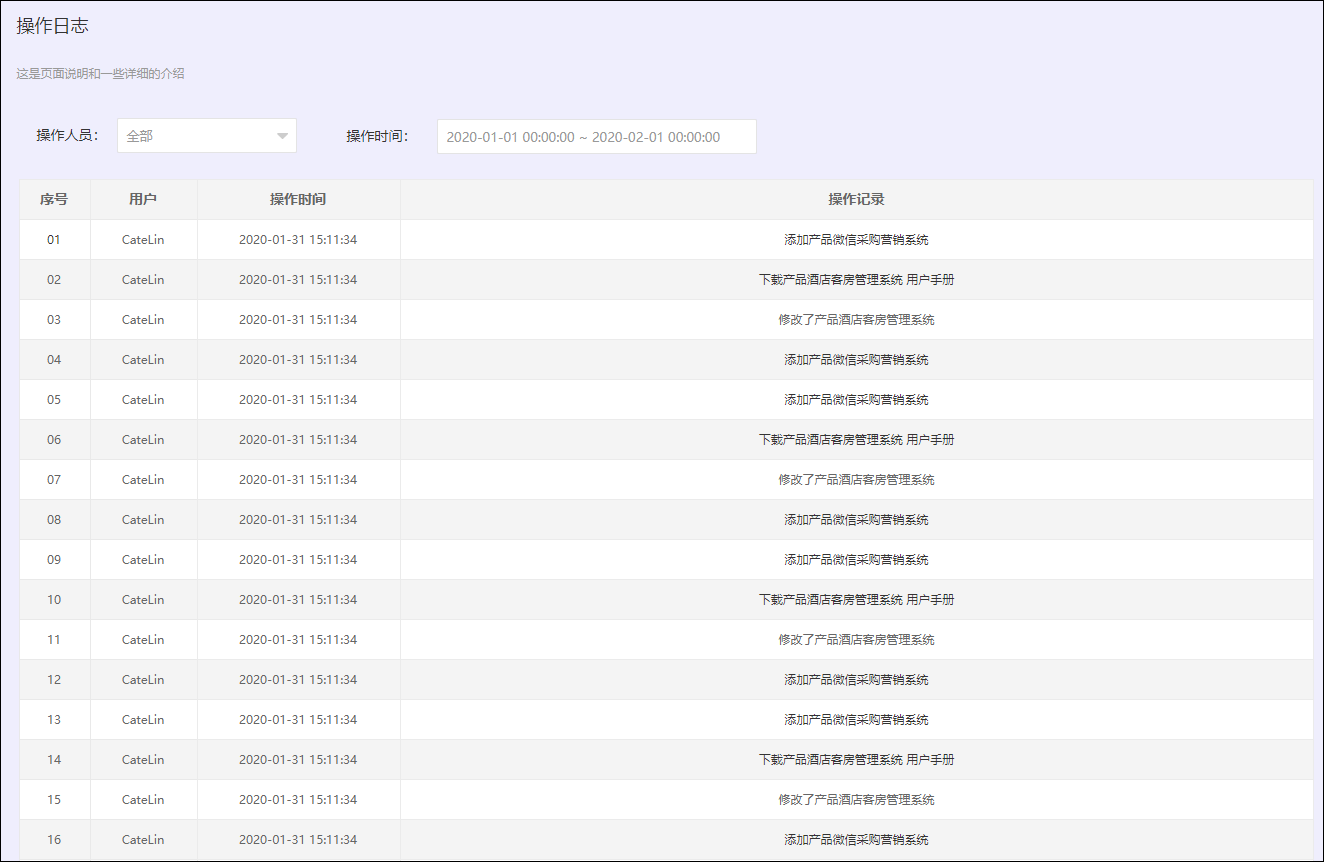 操作日志
这是页面说明和一些详细的介绍
操作人员： 全部 操作时间： 2020-01-01 00:00:00 ~ 2020-02-01 00:00:00
序号 用户 操作时间 操作记录
01 CateLin 2020-01-31 15:11:34 添加产品微信采购营销系统
02 CateLin 2020-01-31 15:11:34 下载产品酒店客房管理系统 用户手册
03 CateLin 2020-01-31 15:11:34 修改了产品酒店客房管理系统
04 CateLin 2020-01-31 15:11:34 添加产品微信采购营销系统
05 CateLin 2020-01-31 15:11:34 添加产品微信采购营销系统
06 CateLin 2020-01-31 15:11:34 下载产品酒店客房管理系统 用户手册
07 CateLin 2020-01-31 15:11:34 修改了产品酒店客房管理系统
08 CateLin 2020-01-31 15:11:34 添加产品微信采购营销系统
09 CateLin 2020-01-31 15:11:34 添加产品微信采购营销系统
10 CateLin 2020-01-31 15:11:34 下载产品酒店客房管理系统 用户手册
11 CateLin 2020-01-31 15:11:34 修改了产品酒店客房管理系统
12 CateLin 2020-01-31 15:11:34 添加产品微信采购营销系统
13 CateLin 2020-01-31 15:11:34 添加产品微信采购营销系统
14 CateLin 2020-01-31 15:11:34 下载产品酒店客房管理系统 用户手册
15 CateLin 2020-01-31 15:11:34 修改了产品酒店客房管理系统
16 CateLin 2020-01-31 15:11:34 添加产品微信采购营销系统